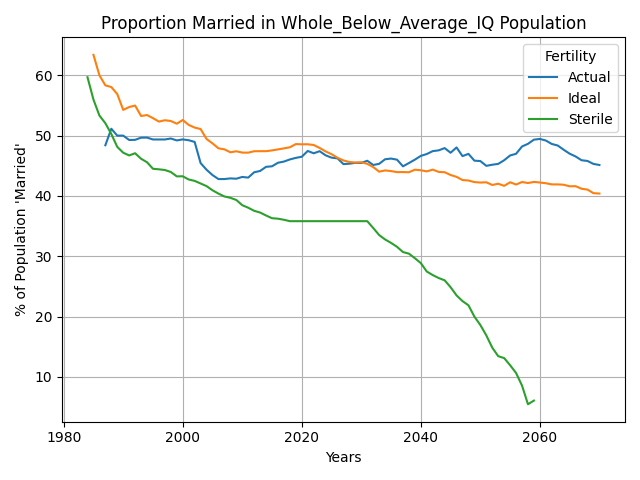 Proportion Married in Whole_Below_Average_IQ Population
Fertility
Actual
Ideal
Sterile
% of Population 'Married'
60
50
40
30
20
10
1980
2000
2020
2040
2060
Years